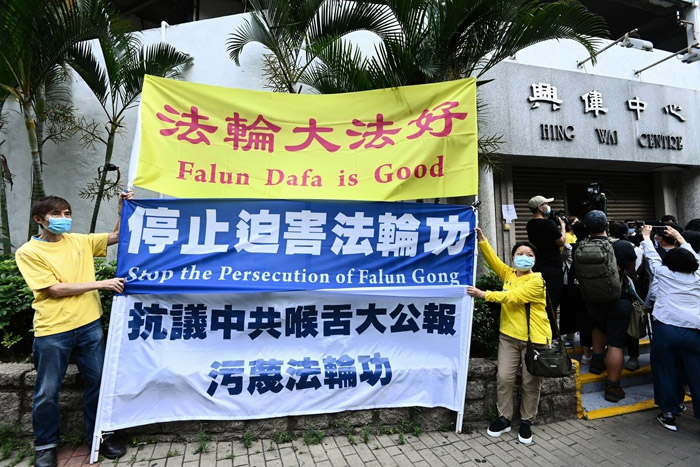 法輪大法好
Falun Dafa is Good
停止迫害法輪功
Stop the Persecution of Falun Gong
抗議中共喉舌大公報
污蔑法輪功
興偉中心
HING WAI CENTRE